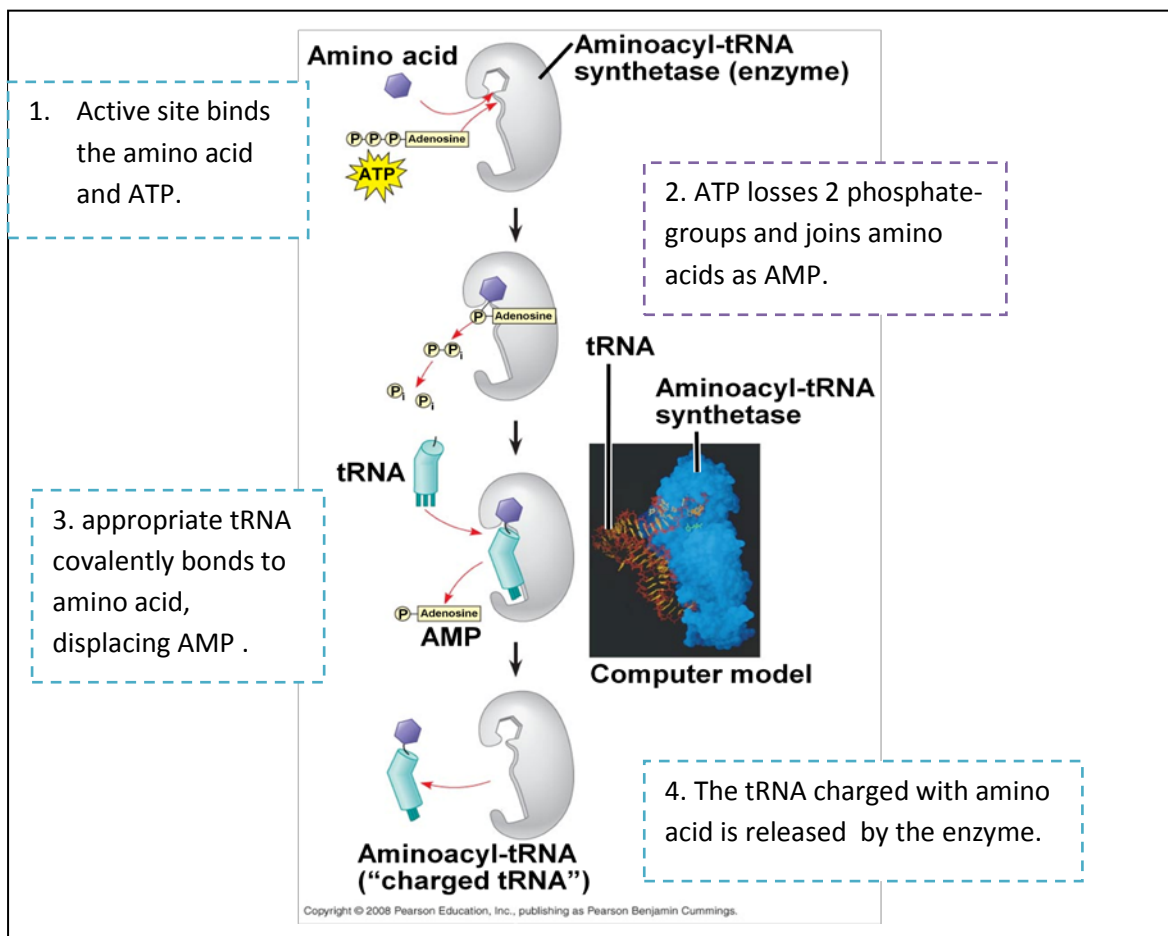 Amino acid
Aminoacyl-tRNA
synthetase (enzyme)
1. Active site binds
the amino acid
and ATP.
P P P Adenosine
ATP
2. ATP losses 2 phosphate-
groups and joins amino
acids as AMP.
P Adenosine
P P i
P i
P i
tRNA
Aminoacyl-tRNA
synthetase
tRNA
3. appropriate tRNA
covalently bonds to
amino acid,
displacing AMP .
P Adenosine
AMP
Computer model
4. The tRNA charged with amino
acid is released by the enzyme.
Aminoacyl-tRNA
(“charged tRNA”)
Copyright © 2008 Pearson Education, Inc., publishing as Pearson Benjamin Cummings.